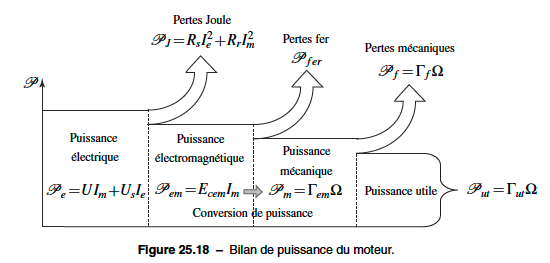 Pertes Joule
𝒫J=RsIe²+RrIm²
Pertes fer
𝒫fer
Pertes mécaniques
𝒫f=ΓfΩ
𝒫
Puissance
électrique
𝒫e=UIm+UsIe
Puissance
électromagnétique
𝒫em=EcemIm
Puissance
mécanique
𝒫m=ΓemΩ
Conversion de puissance
Puissance utile
𝒫ut=ΓutΩ
Figure 25.18 – Bilan de puissance du moteur.